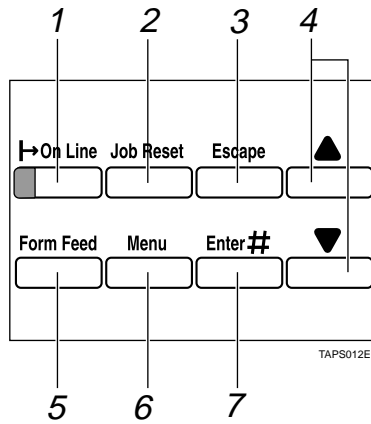 1 2 3 4
On Line Job Reset Escape ▲
Form Feed Menu Enter # ▼
TAPS012E
5 6 7